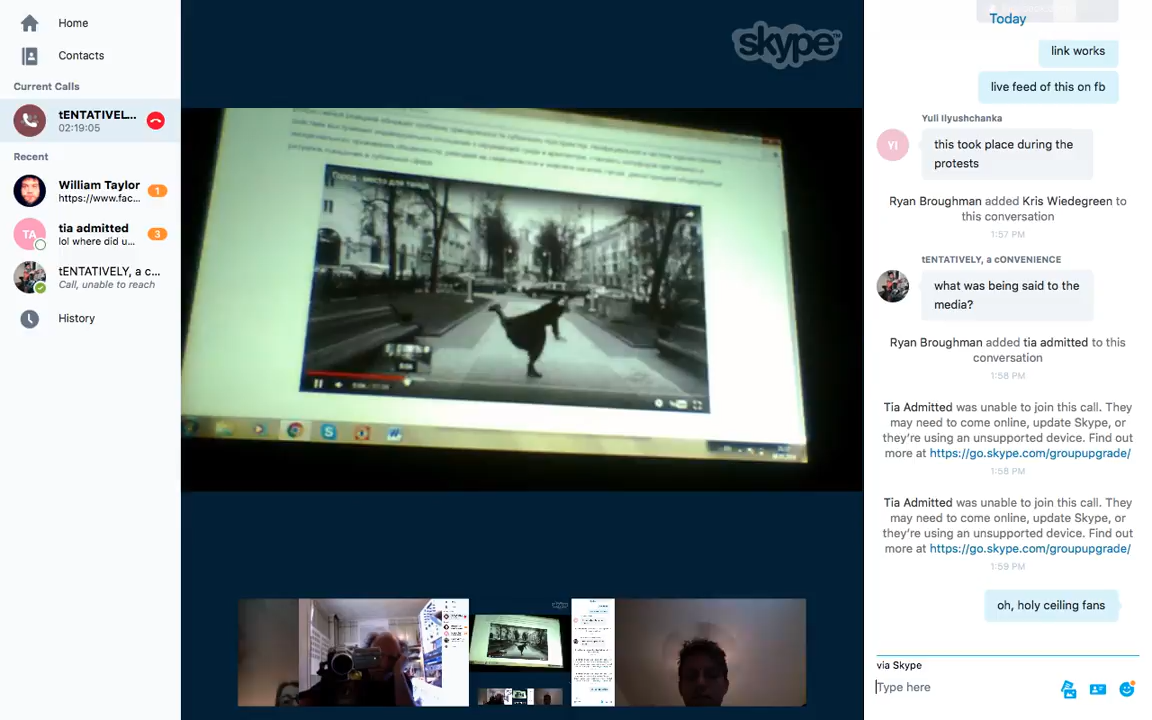 Home
Contacts
Current Calls
tENTATIVEL...
02:19:05
Recent
William Taylor
https://www.fac...
1
TA
tia admitted
lol where did u...
3
tENTATIVELY, a c...
Call, unable to reach
History
skype™
Город - место для танца
Today
link works
live feed of this on fb
Yuli Ilyushchanka
YI
this took place during the
protests
Ryan Broughman added Kris Wiedegreen to
this conversation
1:57 PM
tENTATIVELY, a cONVENIENCE
what was being said to the
media?
Ryan Broughman added tia admitted to this
conversation
1:58 PM
Tia Admitted was unable to join this call. They
may need to come online, update Skype, or
they're using an unsupported device. Find out
more at https://go.skype.com/groupupgrade/
1:58 PM
Tia Admitted was unable to join this call. They
may need to come online, update Skype, or
they're using an unsupported device. Find out
more at https://go.skype.com/groupupgrade/
1:59 PM
oh, holy ceiling fans
via Skype
Type here